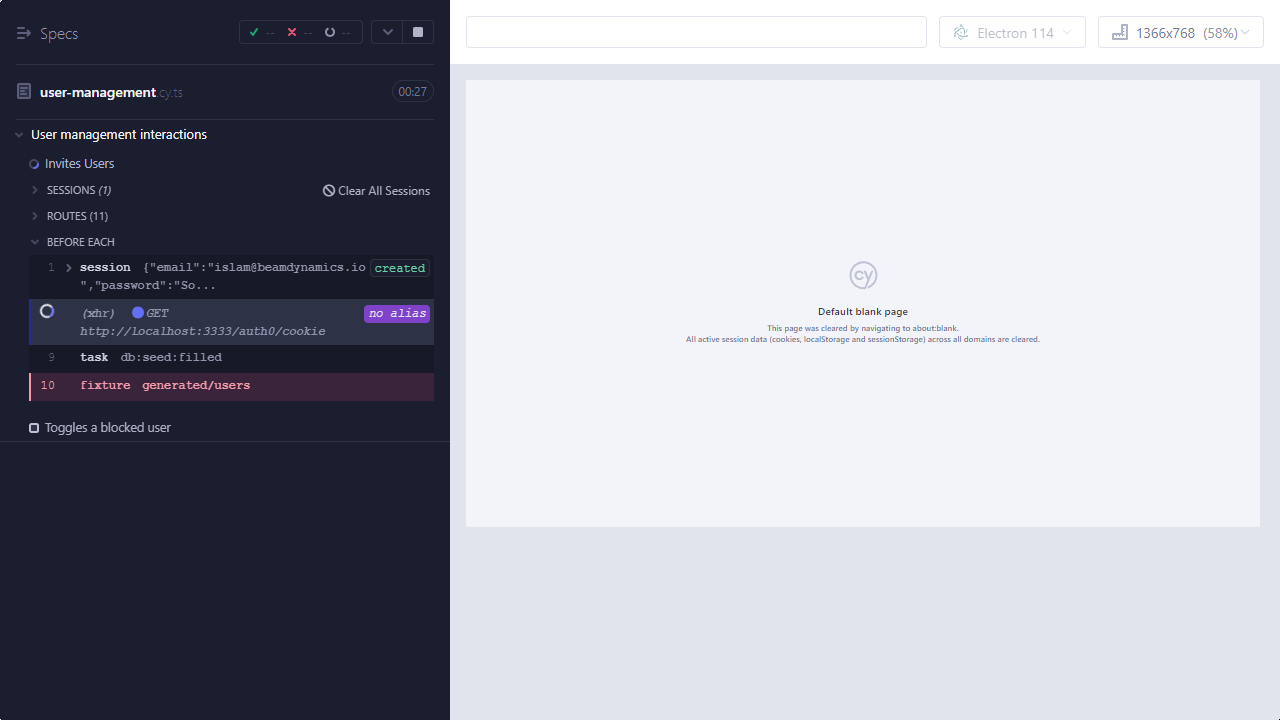 Specs
-- -- --
Electron 114
1366x768 (58%)
user-management.cy.ts
00:27
User management interactions
Invites Users
SESSIONS (1)
Clear All Sessions
ROUTES (11)
BEFORE EACH
1 session {"email":"islam@beamdynamics.io created
","password":"So...
(xhr) GET no alias
http://localhost:3333/auth0/cookie
9 task db:seed:filled
10 fixture generated/users
Toggles a blocked user
cy
Default blank page
This page was cleared by navigating to about:blank.
All active session data (cookies, localStorage and sessionStorage) across all domains are cleared.